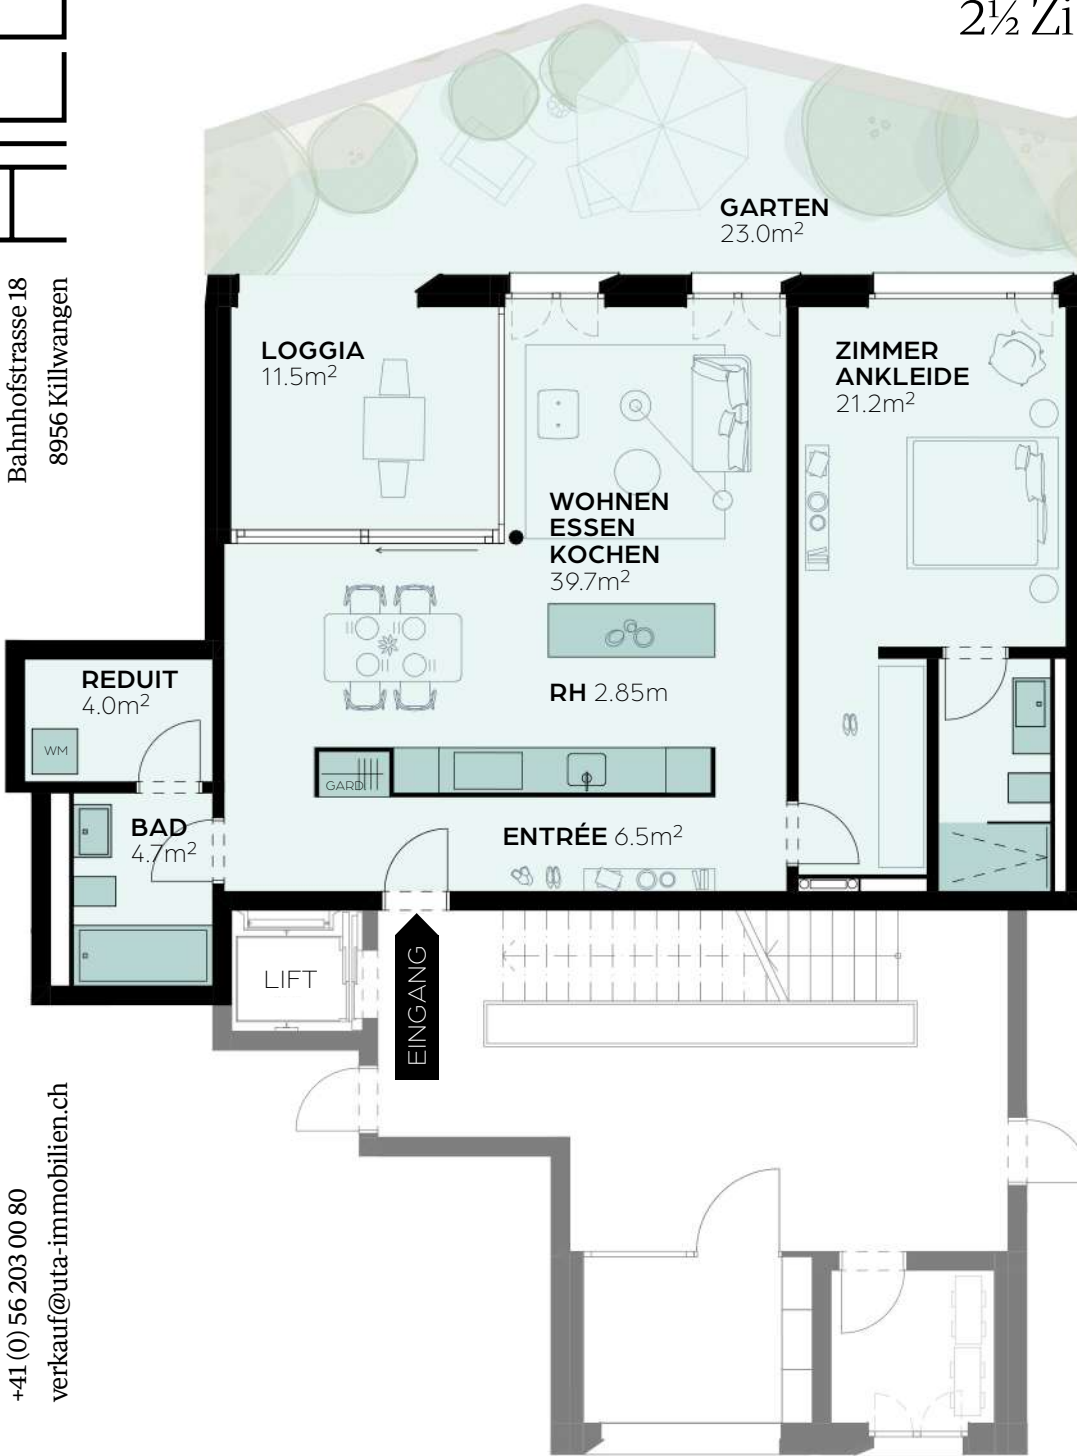 2½ Zi
HILL
Bahnhofstrasse 18
8956 Killwangen
GARTEN
23.0m²
LOGGIA
11.5m²
ZIMMER
ANKLEIDE
21.2m²
WOHNEN
ESSEN
KOCHEN
39.7m²
REDUIT
4.0m²
RH 2.85m
WM
GARD.
BAD
4.7m²
ENTRÉE 6.5m²
LIFT
EINGANG
+41 (0) 56 203 00 80
verkauf@uta-immobilien.ch